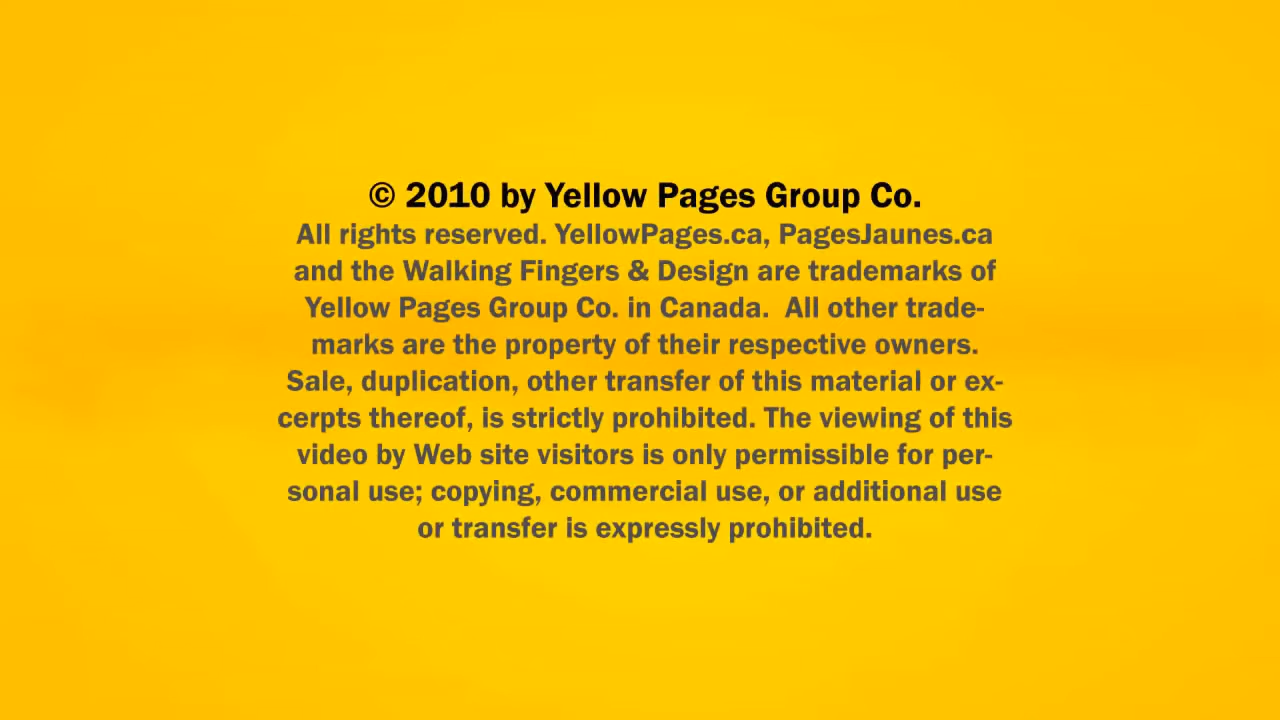 © 2010 by Yellow Pages Group Co.
All rights reserved. YellowPages.ca, PagesJaunes.ca
and the Walking Fingers & Design are trademarks of
Yellow Pages Group Co. in Canada.  All other trade-
marks are the property of their respective owners.
Sale, duplication, other transfer of this material or ex-
cerpts thereof, is strictly prohibited. The viewing of this
video by Web site visitors is only permissible for per-
sonal use; copying, commercial use, or additional use
or transfer is expressly prohibited.